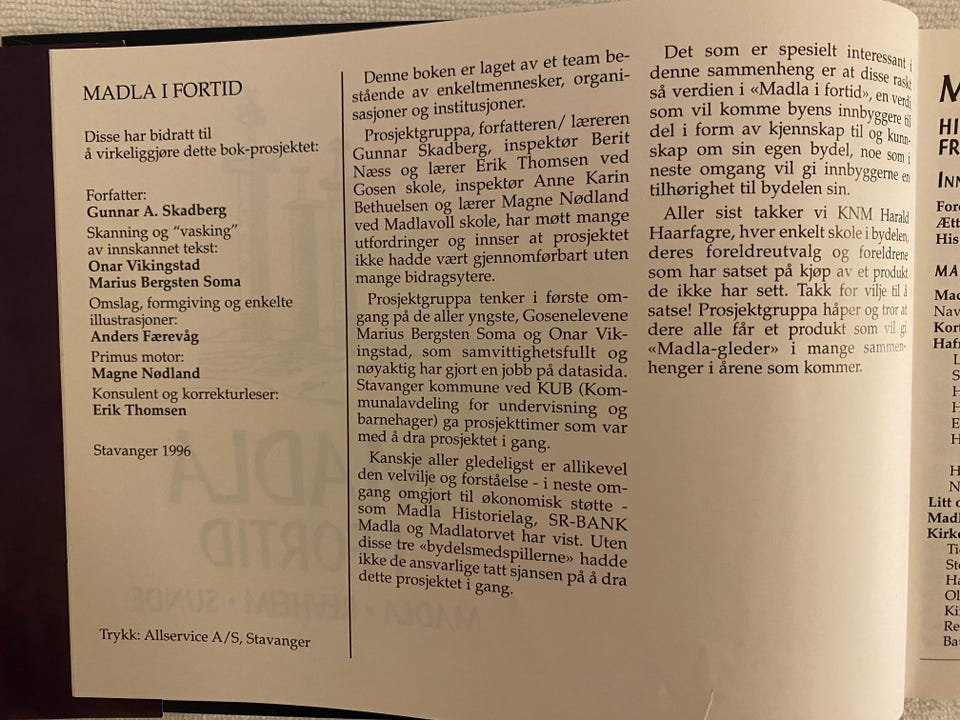 MADLA I FORTID
Disse har bidratt til
å virkeliggjøre dette bok-prosjektet:
Forfatter:
Gunnar A. Skadberg
Skanning og “vasking”
av innskannet tekst:
Onar Vikingstad
Marius Bergsten Soma
Omslag, formgiving og enkelte
illustrasjoner:
Anders Færevåg
Primus motor:
Magne Nødland
Konsulent og korrekturleser:
Erik Thomsen
Stavanger 1996
Trykk: Allservice A/S, Stavanger
Denne boken er laget av et team be-
stående av enkeltmennesker, organi-
sasjoner og institusjoner.
Prosjektgruppa, forfatteren/ læreren
Gunnar Skadberg, inspektør Berit
Næss og lærer Erik Thomsen ved
Gosen skole, inspektør Anne Karin
Bethuelsen og lærer Magne Nødland
ved Madlavoll skole, har møtt mange
utfordringer og innser at prosjektet
ikke hadde vært gjennomførbart uten
mange bidragsytere.
Prosjektgruppa tenker i første om-
gang på de aller yngste, Gosenelevene
Marius Bergsten Soma og Onar Vik-
ingstad, som samvittighetsfullt og
nøyaktig har gjort en jobb på datasida.
Stavanger kommune ved KUB (Kom-
munalavdeling for undervisning og
barnehager) ga prosjekttimer som var
med å dra prosjektet i gang.
Kanskje aller gledeligst er allikevel
den velvilje og forståelse - i neste om-
gang omgjort til økonomisk støtte -
som Madla Historielag, SR-BANK
Madla og Madlatorvet har vist. Uten
disse tre «bydelsmedspillerne» hadde
ikke de ansvarlige tatt sjansen på å dra
dette prosjektet i gang.
Det som er spesielt interessant i
denne sammenheng er at disse raskt
så verdien i «Madla i fortid», en verdi
som vil komme byens innbyggere til
del i form av kjennskap til og kunn-
skap om sin egen bydel, noe som i
neste omgang vil gi innbyggerne en
tilhørighet til bydelen sin.
Aller sist takker vi KNM Harald
Haarfagre, hver enkelt skole i bydelen,
deres foreldreutvalg og foreldrene
som har satset på kjøp av et produkt
de ikke har sett. Takk for vilje til å
satse! Prosjektgruppa håper og tror at
dere alle får et produkt som vil gi
«Madla-gleder» i mange sammen-
henger i årene som kommer.